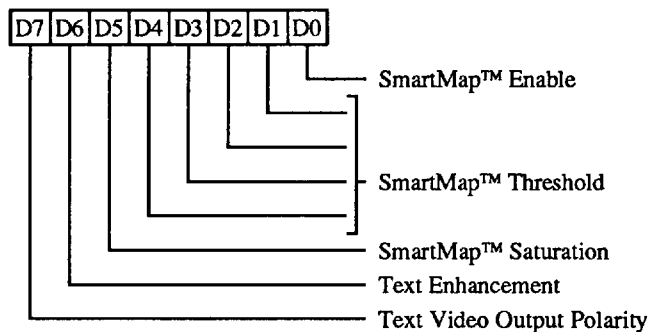 D7 D6 D5 D4 D3 D2 D1 D0
SmartMap™ Enable
SmartMap™ Threshold
SmartMap™ Saturation
Text Enhancement
Text Video Output Polarity